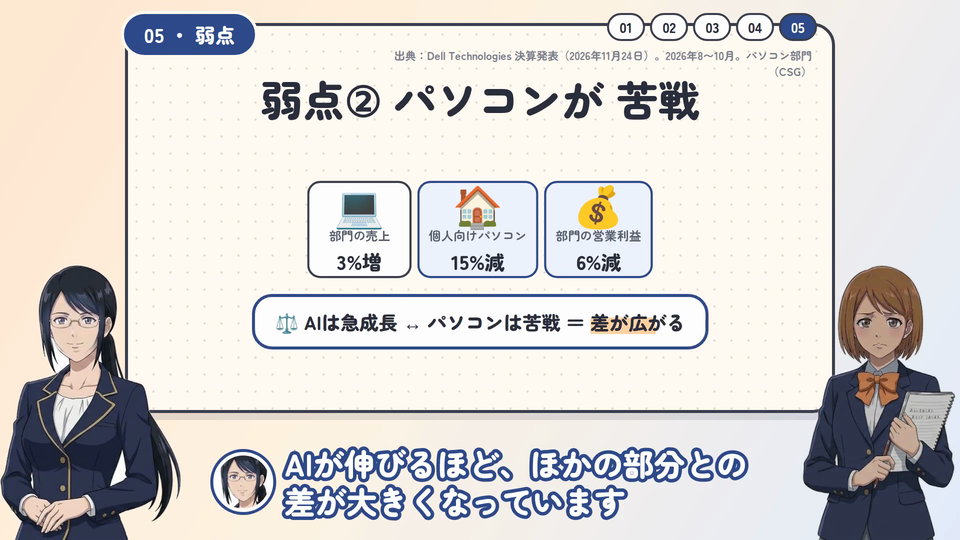 05 ・ 弱点
01 02 03 04 05
出典：Dell Technologies 決算発表（2026年11月24日）。2026年8〜10月。パソコン部門
（CSG）
弱点② パソコンが 苦戦
部門の売上
3%増
個人向けパソコン
15%減
部門の営業利益
6%減
AIは急成長 ↔ パソコンは苦戦 ＝ 差が広がる
AIが伸びるほど、ほかの部分との
差が大きくなっています